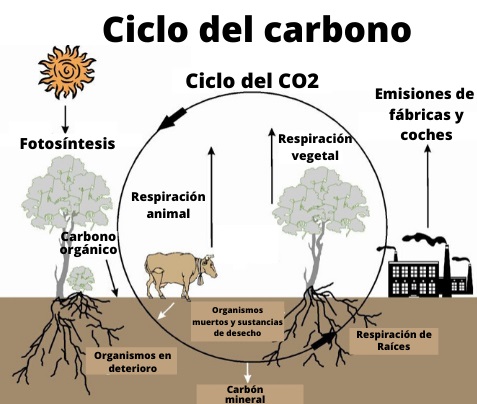 Ciclo del carbono
Ciclo del CO2
Emisiones de
fábricas y
coches
Fotosíntesis
Respiración
vegetal
Respiración
animal
Carbono
orgánico
Organismos
muertos y sustancias
de desecho
Respiración de
Raíces
Organismos en
deterioro
Carbón
mineral